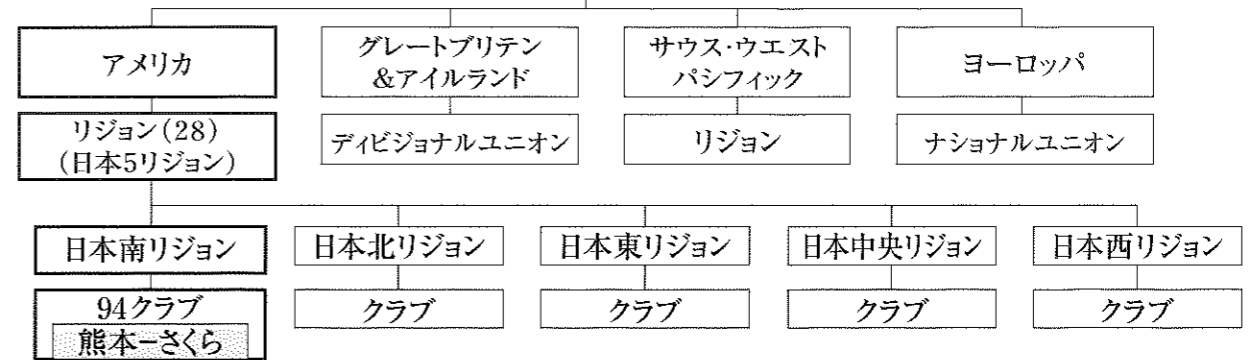 アメリカ
グレートブリテン
&アイルランド
サウス・ウエスト
パシフィック
ヨーロッパ
リジョン(28)
(日本5リジョン)
ディビジョナルユニオン
リジョン
ナショナルユニオン
日本南リジョン
日本北リジョン
日本東リジョン
日本中央リジョン
日本西リジョン
94クラブ
熊本-さくら
クラブ
クラブ
クラブ
クラブ